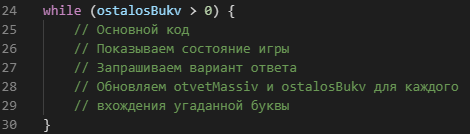 24 while (ostalosBukv > 0) {
25 // Основной код
26 // Показываем состояние игры
27 // Запрашиваем вариант ответа
28 // Обновляем otvetMassiv и ostalosBukv для каждого
29 // вхождения угаданной буквы
30 }